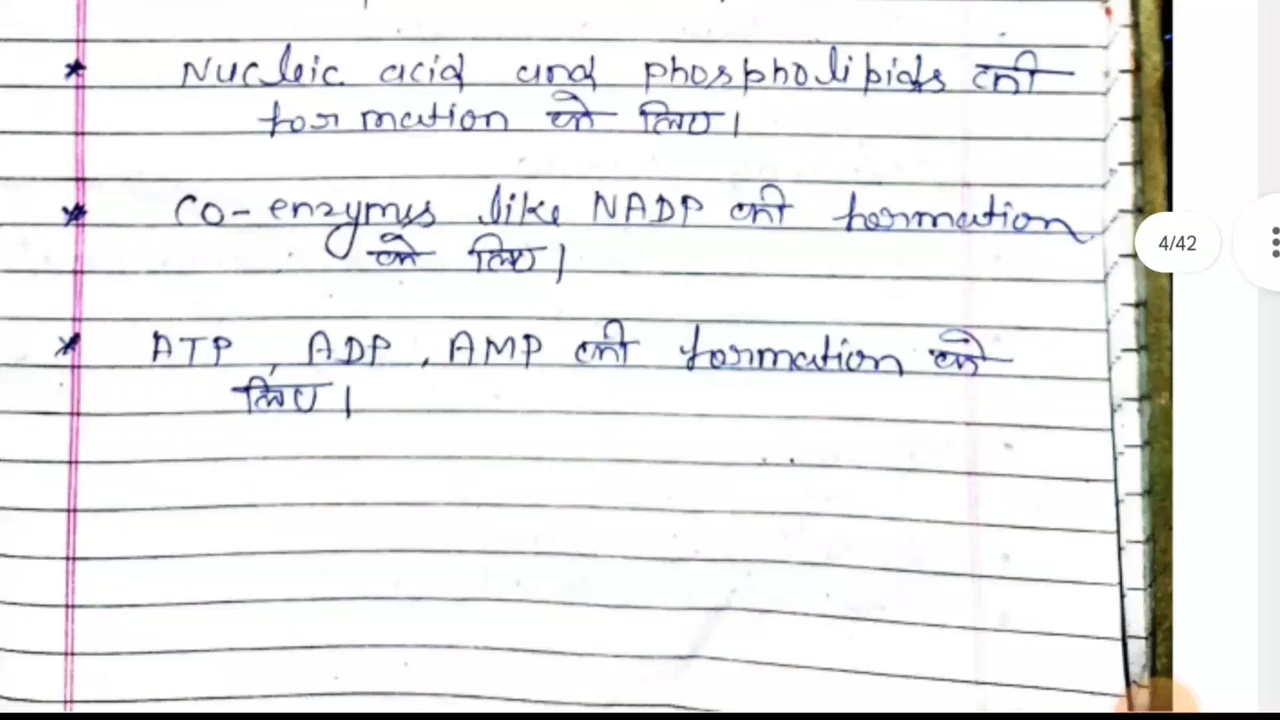 * Nucleic acid and phospholipids की
formation के लिए।
* Co-enzymes like NADP की formation
के लिए।
4/42
* ATP, ADP, AMP की formation के
लिए।